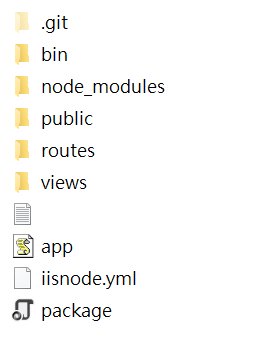 .git
bin
node_modules
public
routes
views
app
iisnode.yml
package